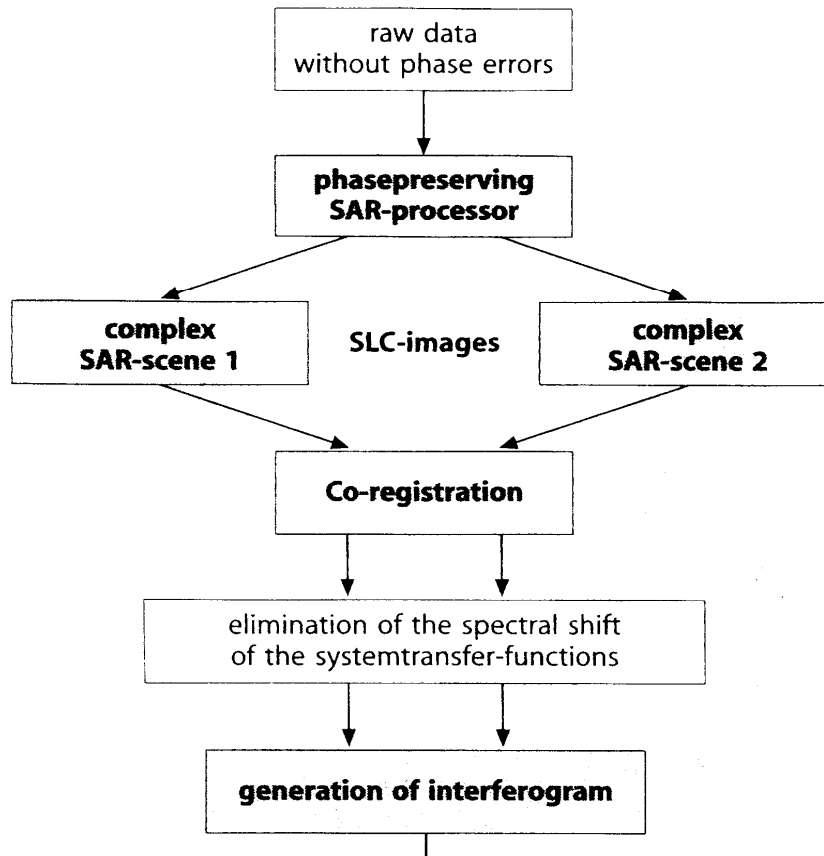 raw data
without phase errors
phasepreserving
SAR-processor
complex
SAR-scene 1
SLC-images
complex
SAR-scene 2
Co-registration
elimination of the spectral shift
of the systemtransfer-functions
generation of interferogram